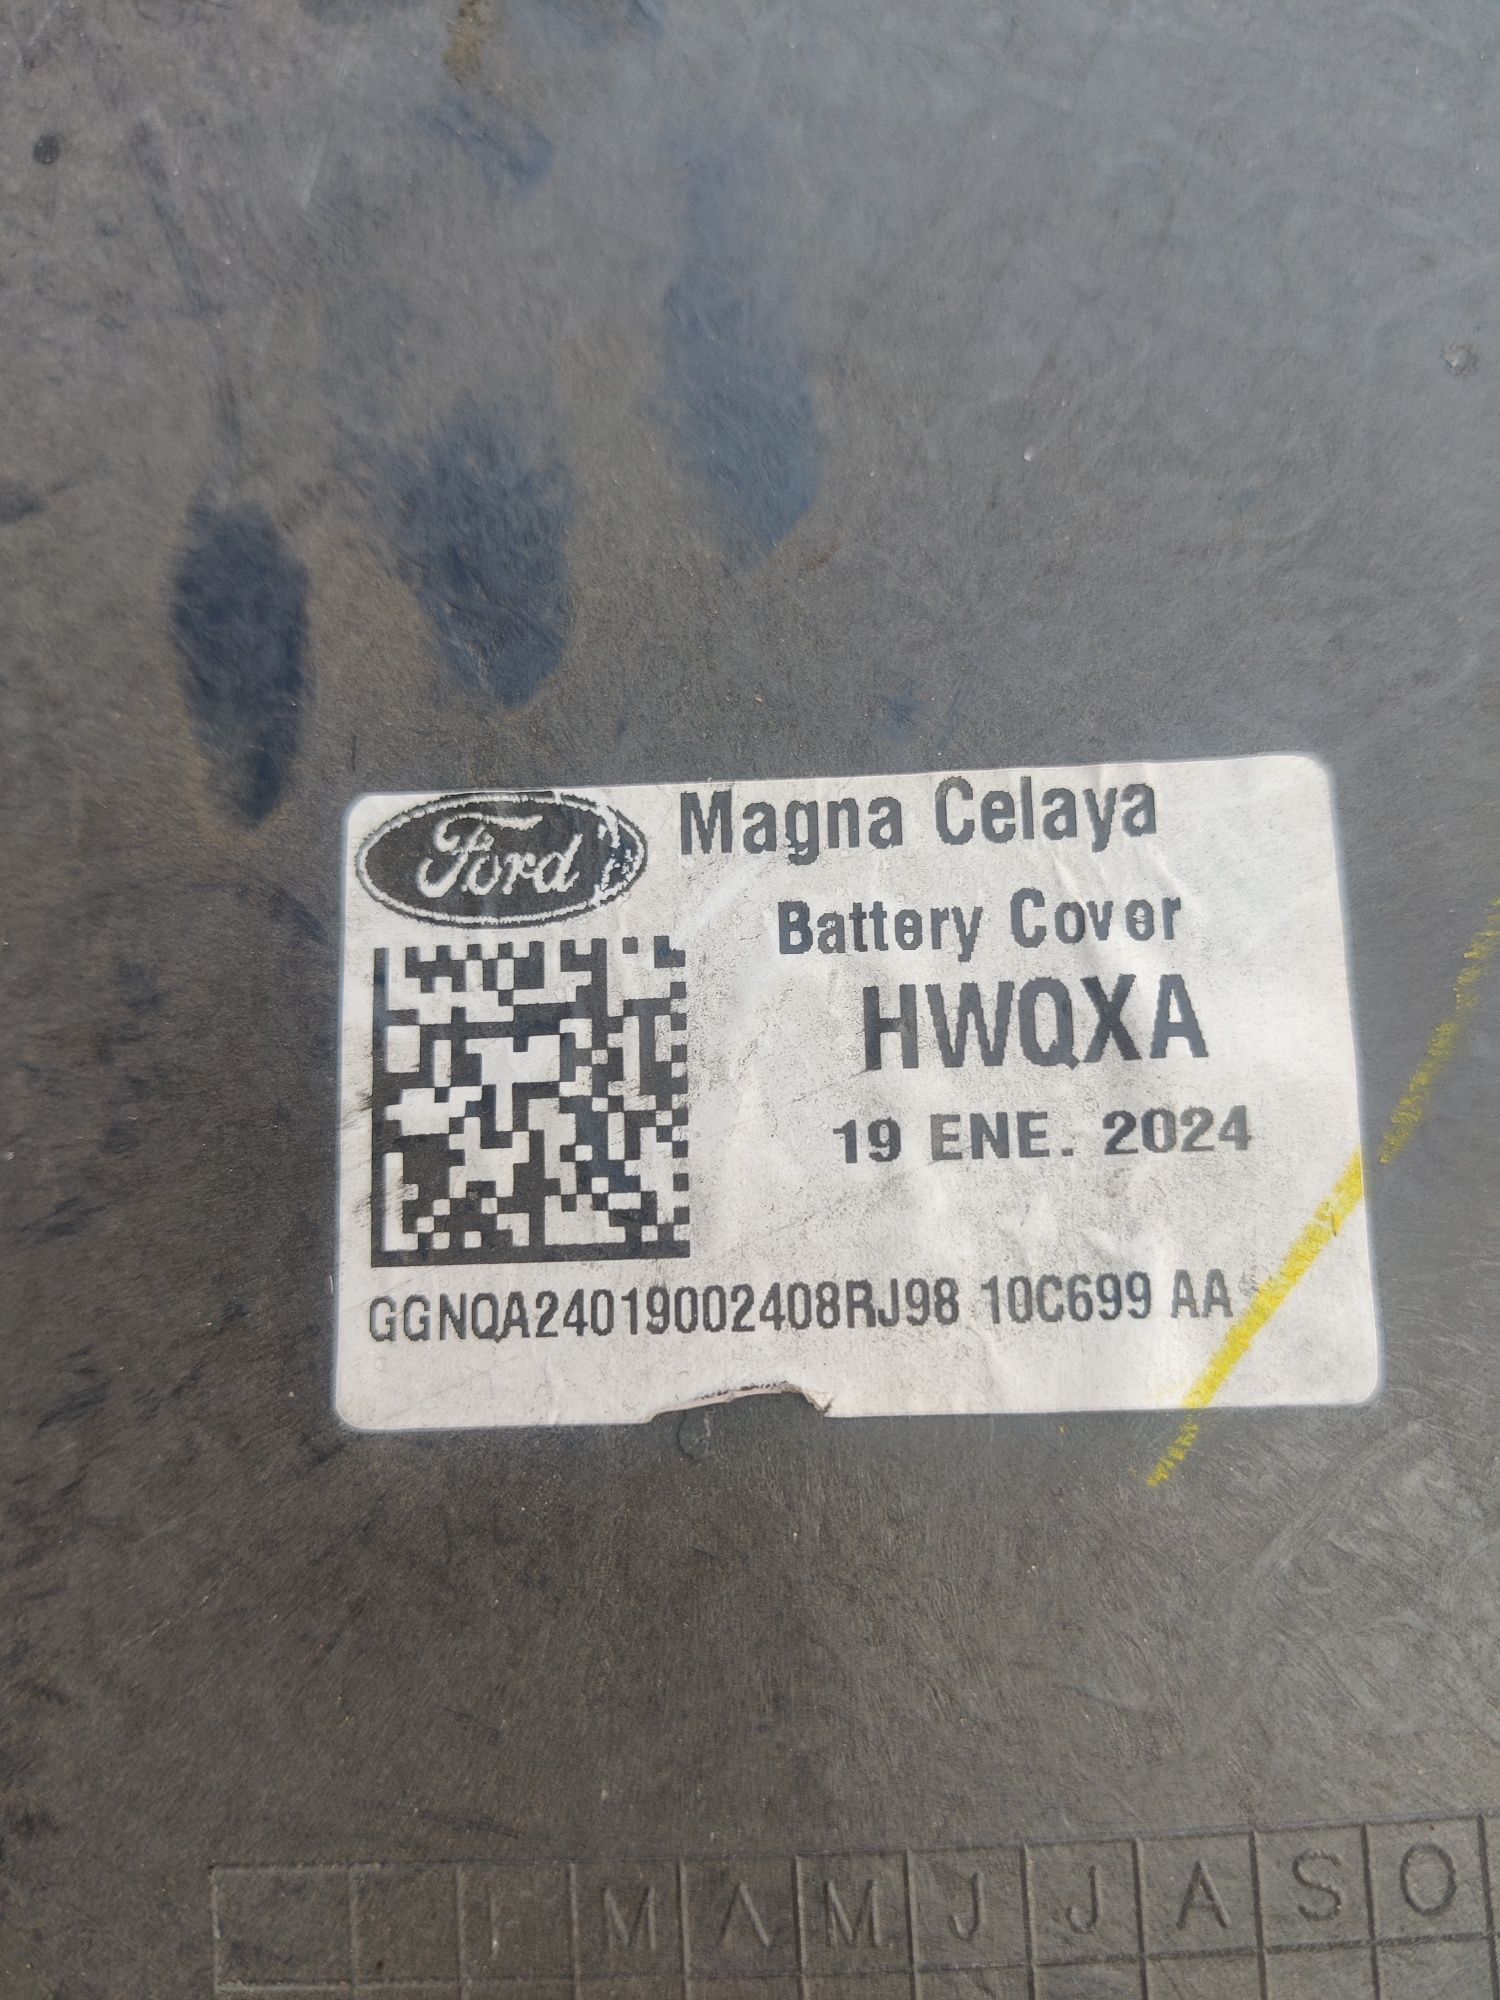 Ford
Magna Celaya
Battery Cover
HWQXA
19 ENE. 2024
GGNQA24019002408RJ98 10C699 AA
M A M J J A S O